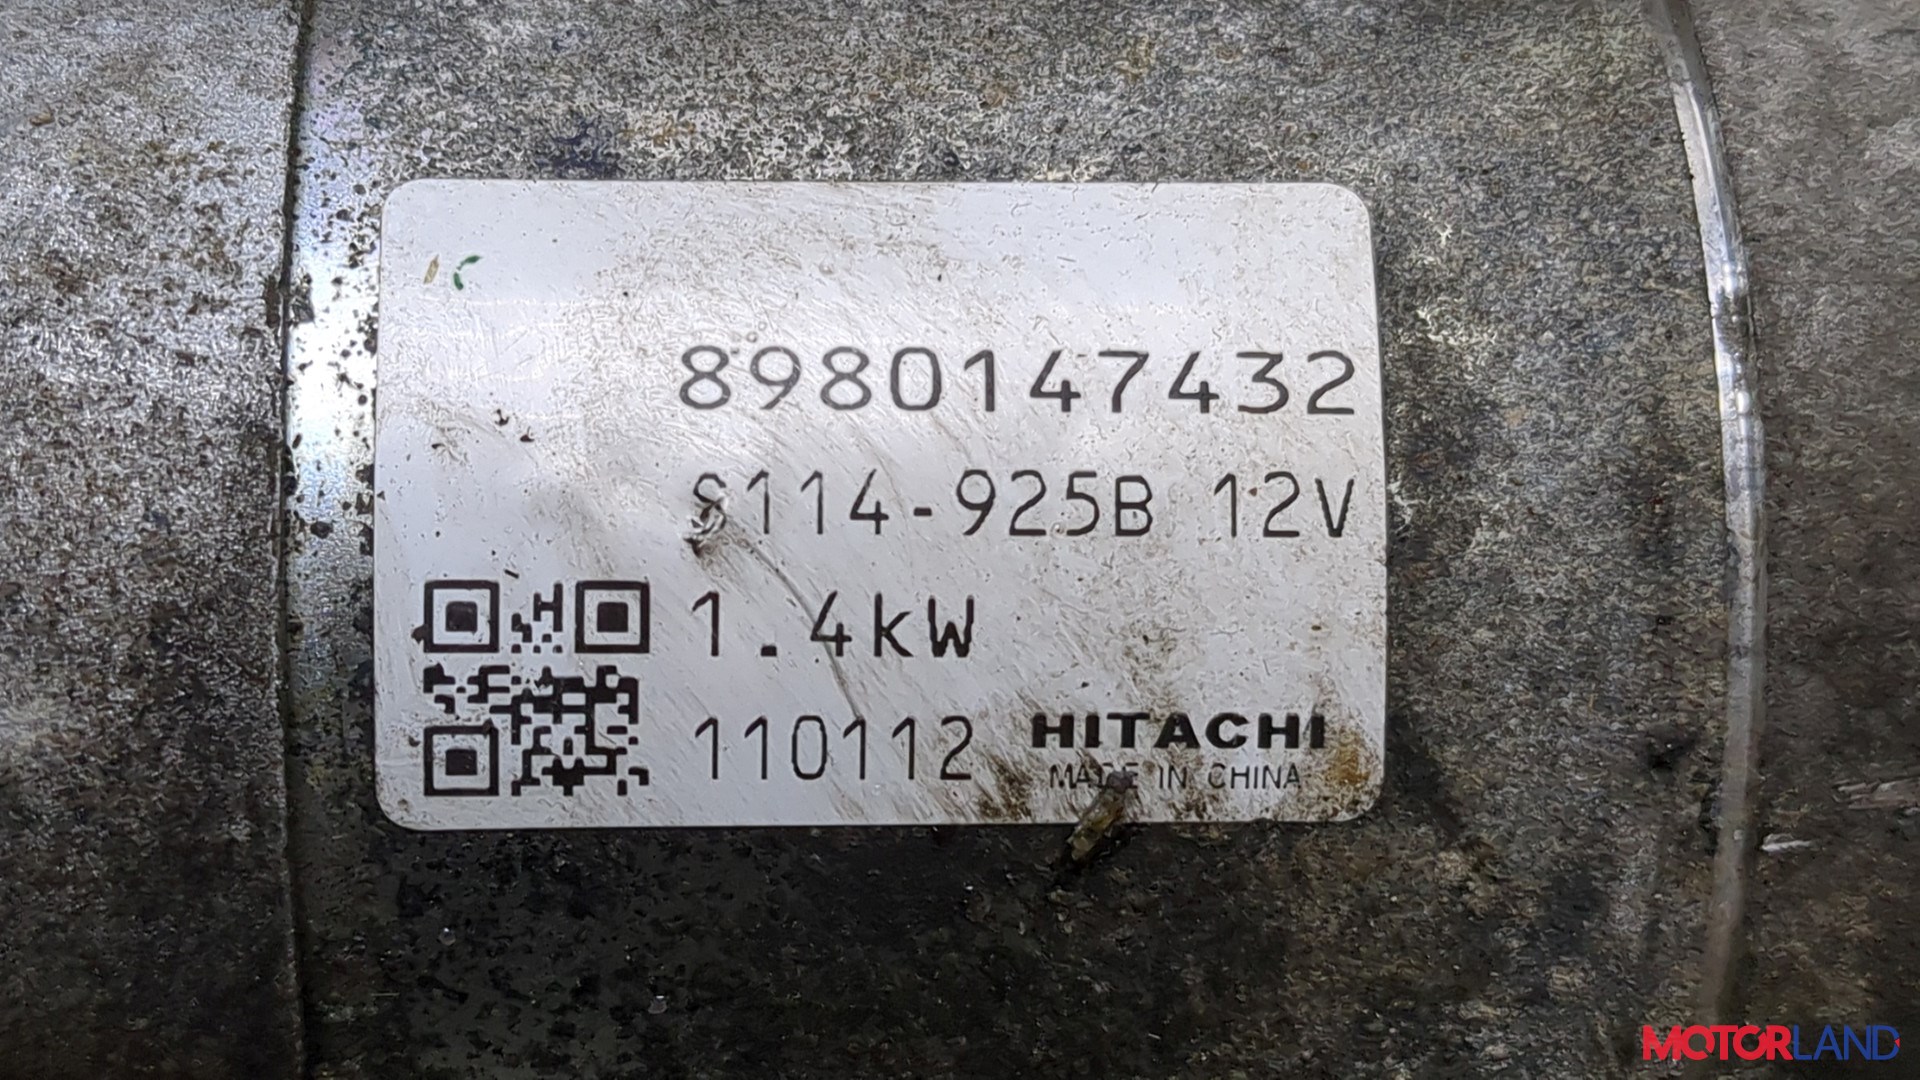 8980147432
S114-925B 12V
1.4kW
110112 HITACHI
MADE IN CHINA
MOTORLAND